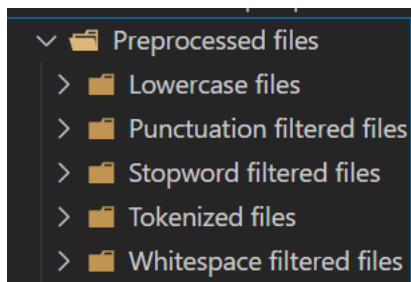 Preprocessed files
Lowercase files
Punctuation filtered files
Stopword filtered files
Tokenized files
Whitespace filtered files